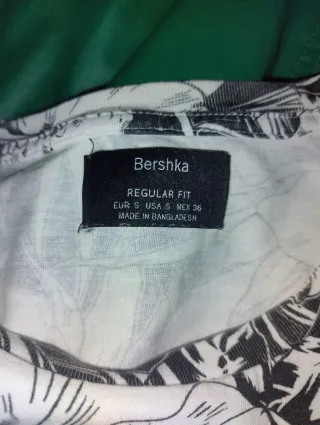 Bershka
REGULAR FIT
EUR S USA S MEX 36
MADE IN BANGLADESH